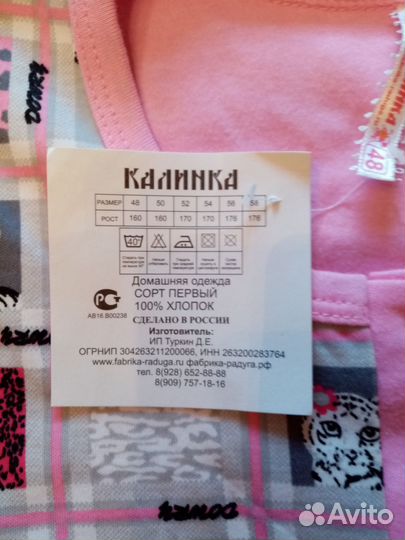 КАЛИНКА
РАЗМЕР 48 50 52 54 56 58
РОСТ 160 160 170 170 176 176
40°
Домашняя одежда
СОРТ ПЕРВЫЙ
100% ХЛОПОК
СДЕЛАНО В РОССИИ
АВ16.В00238
Изготовитель:
ИП Туркин Д.Е.
ОГРНИП 304263211200066, ИНН 263200283764
www.fabrika-raduga.ru фабрика-радуга.рф
тел. 8(928) 652-88-88
8(909) 757-18-16
48
Avito